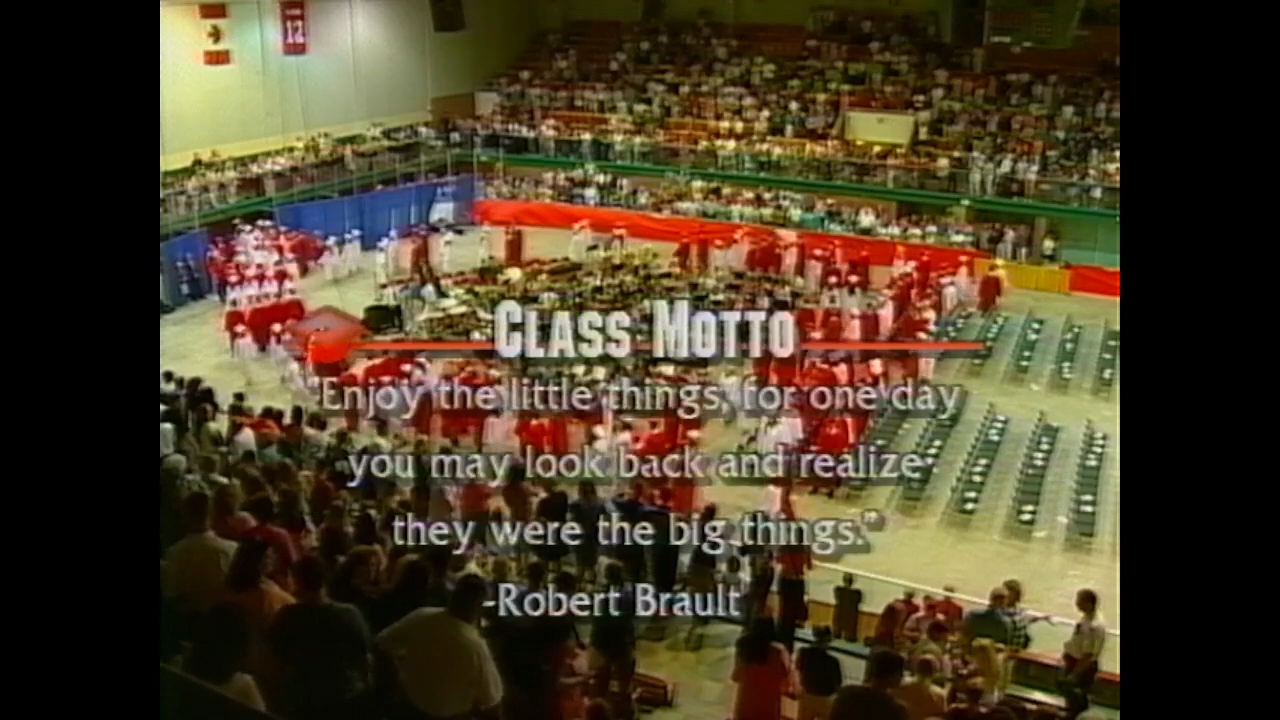 12
CLASS MOTTO
"Enjoy the little things, for one day
you may look back and realize
they were the big things."
-Robert Brault